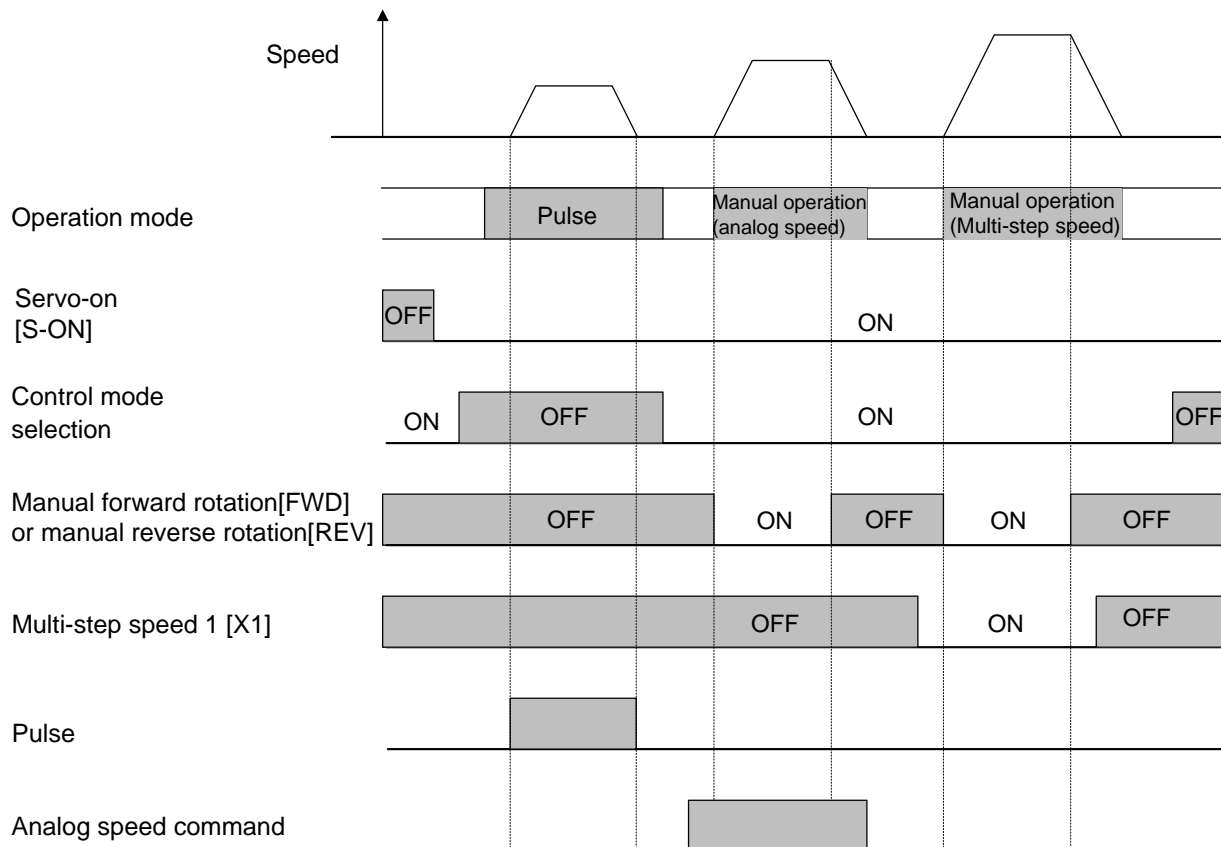 Speed
Operation mode
Pulse
Manual operation
(analog speed)
Manual operation
(Multi-step speed)
Servo-on
[S-ON]
OFF
ON
Control mode
selection
ON
OFF
ON
OFF
Manual forward rotation[FWD]
or manual reverse rotation[REV]
OFF
ON
OFF
ON
OFF
Multi-step speed 1 [X1]
OFF
ON
OFF
Pulse
Analog speed command